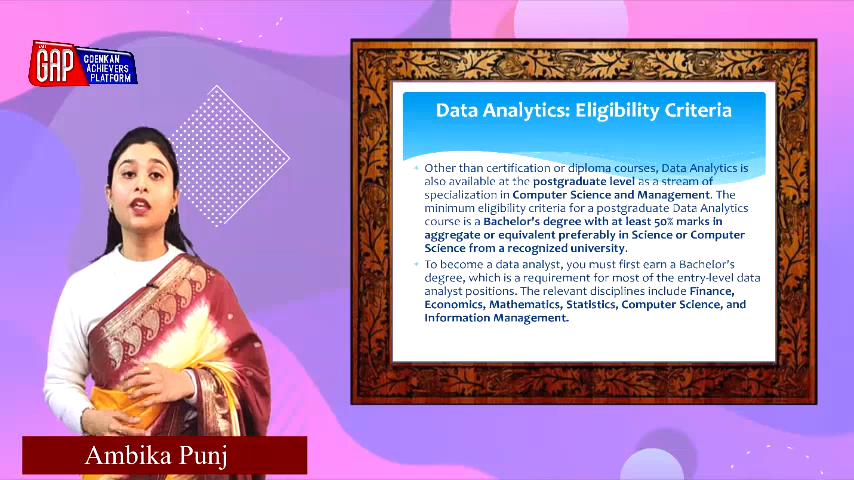 GAP
GOENKAN
ACHIEVERS
PLATFORM
Data Analytics: Eligibility Criteria
Other than certification or diploma courses, Data Analytics is
also available at the postgraduate level as a stream of
specialization in Computer Science and Management. The
minimum eligibility criteria for a postgraduate Data Analytics
course is a Bachelor's degree with at least 50% marks in
aggregate or equivalent preferably in Science or Computer
Science from a recognized university.
To become a data analyst, you must first earn a Bachelor's
degree, which is a requirement for most of the entry-level data
analyst positions. The relevant disciplines include Finance,
Economics, Mathematics, Statistics, Computer Science, and
Information Management.
Ambika Punj